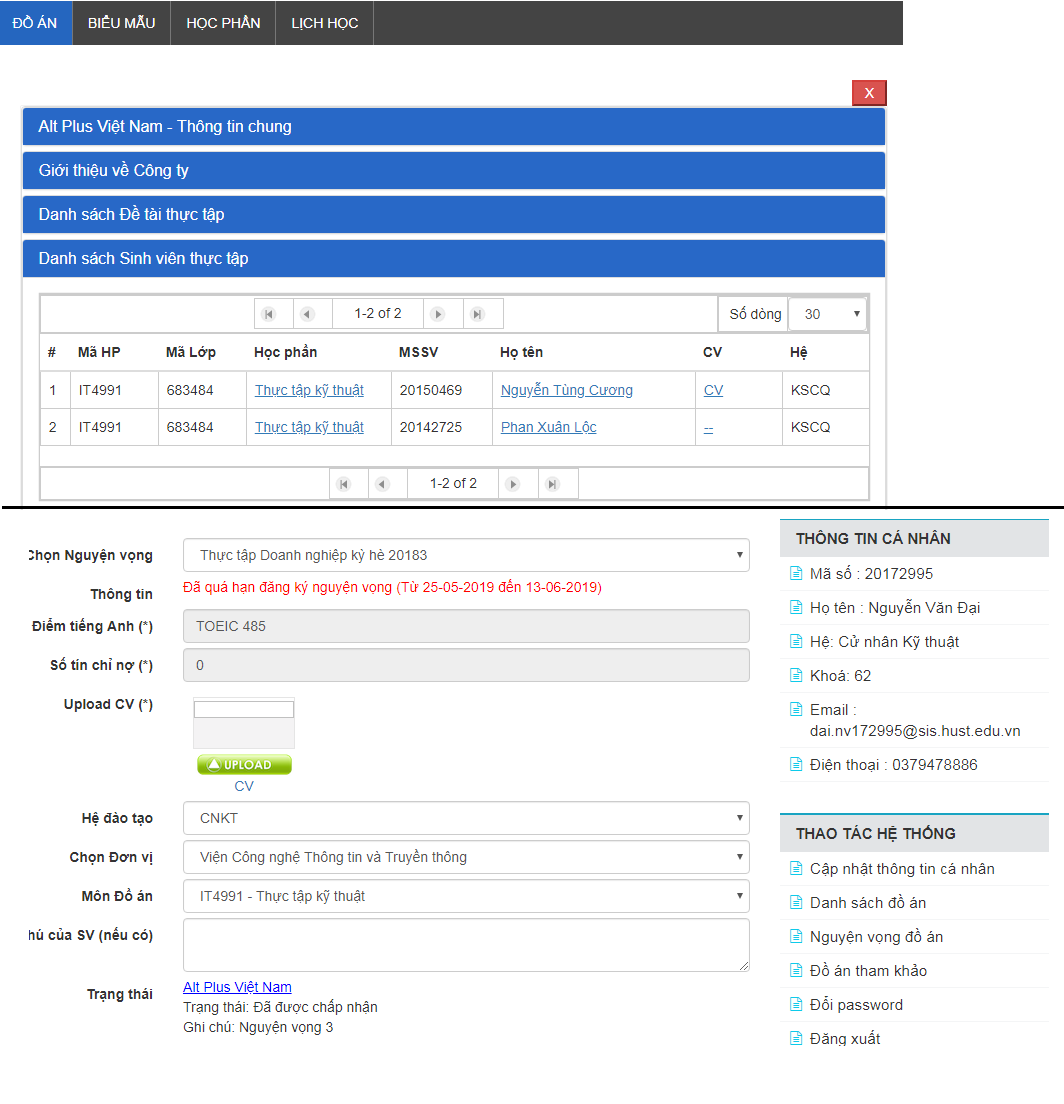 ĐỒ ÁN BIỂU MẪU HỌC PHẦN LỊCH HỌC
X
Alt Plus Việt Nam - Thông tin chung
Giới thiệu về Công ty
Danh sách Đề tài thực tập
Danh sách Sinh viên thực tập
1-2 of 2 Số dòng 30
# Mã HP Mã Lớp Học phần MSSV Họ tên CV Hệ
1 IT4991 683484 Thực tập kỹ thuật 20150469 Nguyễn Tùng Cương CV KSCQ
2 IT4991 683484 Thực tập kỹ thuật 20142725 Phan Xuân Lộc -- KSCQ
1-2 of 2
Chọn Nguyện vọng Thực tập Doanh nghiệp kỳ hè 20183
Thông tin Đã quá hạn đăng ký nguyện vọng (Từ 25-05-2019 đến 13-06-2019)
Điểm tiếng Anh (*) TOEIC 485
Số tín chỉ nợ (*) 0
Upload CV (*)
UPLOAD
CV
Hệ đào tạo CNKT
Chọn Đơn vị Viện Công nghệ Thông tin và Truyền thông
Môn Đồ án IT4991 - Thực tập kỹ thuật
hú của SV (nếu có)
Trạng thái Alt Plus Việt Nam
Trạng thái: Đã được chấp nhận
Ghi chú: Nguyện vọng 3
THÔNG TIN CÁ NHÂN
Mã số : 20172995
Họ tên : Nguyễn Văn Đại
Hệ: Cử nhân Kỹ thuật
Khoá: 62
Email :
dai.nv172995@sis.hust.edu.vn
Điện thoại : 0379478886
THAO TÁC HỆ THỐNG
Cập nhật thông tin cá nhân
Danh sách đồ án
Nguyện vọng đồ án
Đồ án tham khảo
Đổi password
Đăng xuất